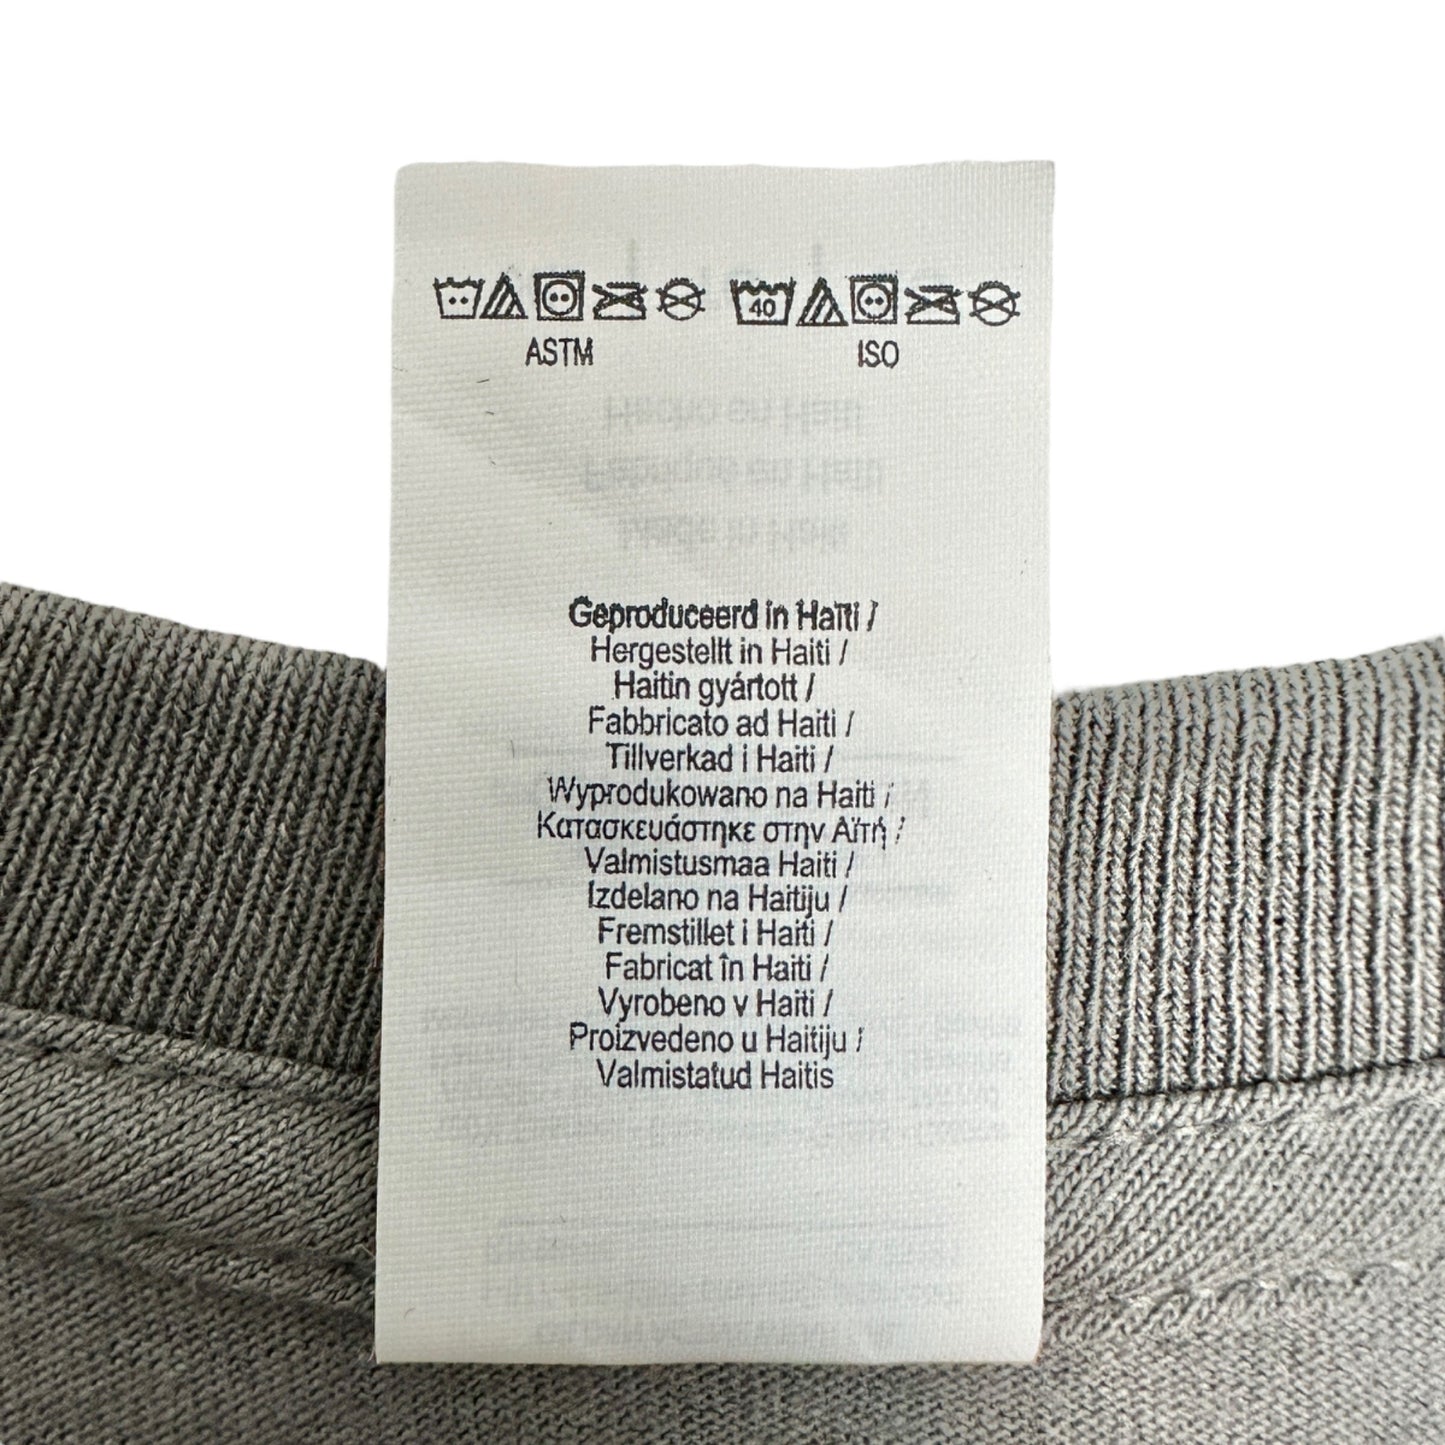 40
ASTM ISO
Geproduceerd in Haïti /
Hergestellt in Haiti /
Haitin gyártott /
Fabbricato ad Haiti /
Tillverkad i Haiti /
Wyprodukowano na Haiti /
Κατασκευάστηκε στην Αϊτή /
Valmistusmaa Haiti /
Izdelano na Haitiju /
Fremstillet i Haiti /
Fabricat în Haiti /
Vyrobeno v Haiti /
Proizvedeno u Haitiju /
Valmistatud Haitis